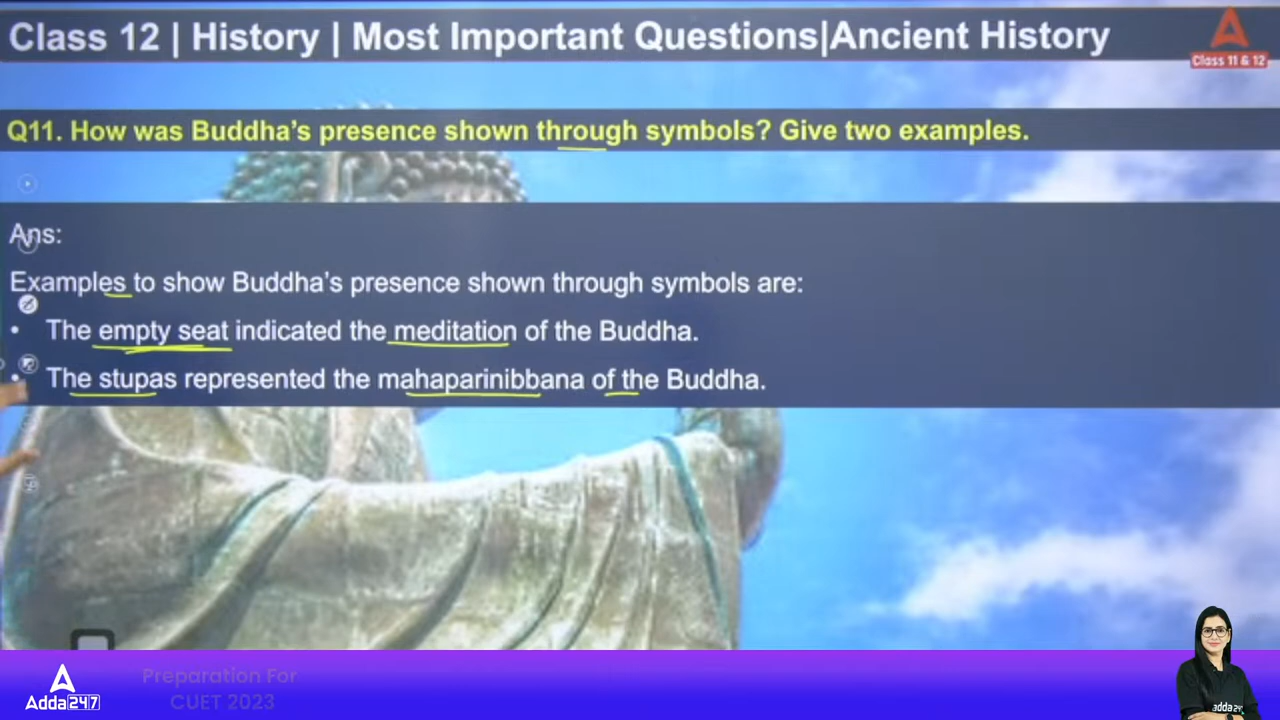 Class 12 | History | Most Important Questions|Ancient History
Class 11 & 12
Q11. How was Buddha's presence shown through symbols? Give two examples.
Ans:
Examples to show Buddha's presence shown through symbols are:
• The empty seat indicated the meditation of the Buddha.
• The stupas represented the mahaparinibbana of the Buddha.
Preparation For
CUET 2023
Adda247
adda247